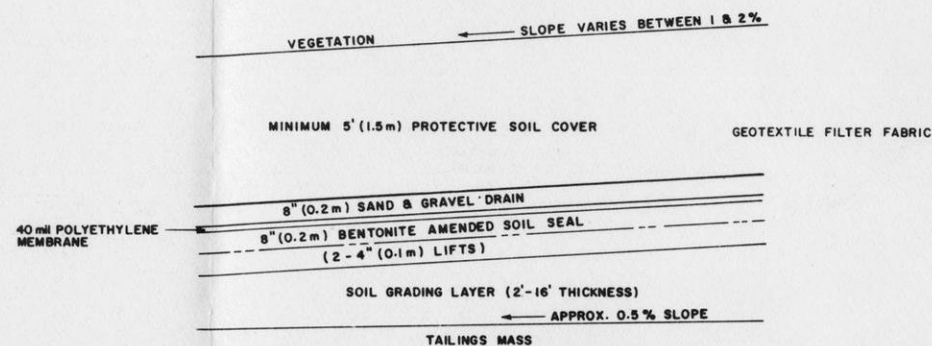 VEGETATION
SLOPE VARIES BETWEEN 1 & 2%
MINIMUM 5' (1.5m) PROTECTIVE SOIL COVER
GEOTEXTILE FILTER FABRIC
8" (0.2m) SAND & GRAVEL DRAIN
40 mil POLYETHYLENE
MEMBRANE
8" (0.2m) BENTONITE AMENDED SOIL SEAL
(2-4" (0.1m) LIFTS)
SOIL GRADING LAYER (2'-16' THICKNESS)
APPROX. 0.5% SLOPE
TAILINGS MASS